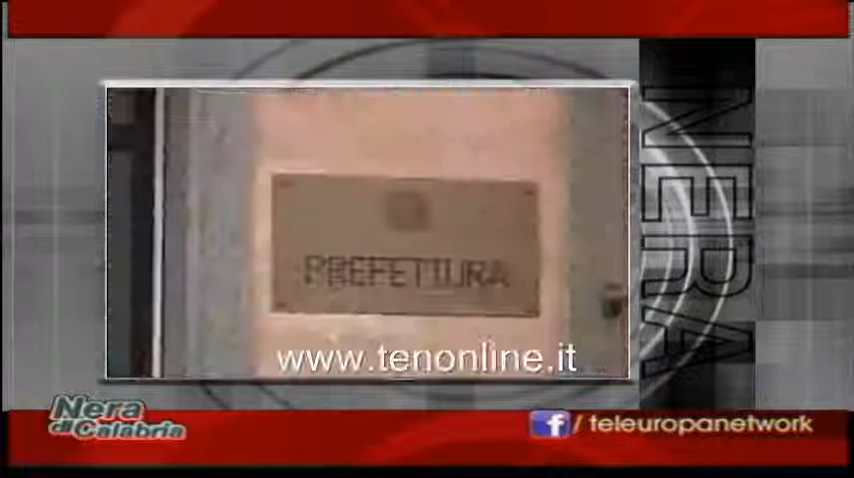 NERA
PREFETTURA
www.tenonline.it
Nera
di Calabria
f / teleuropanetwork